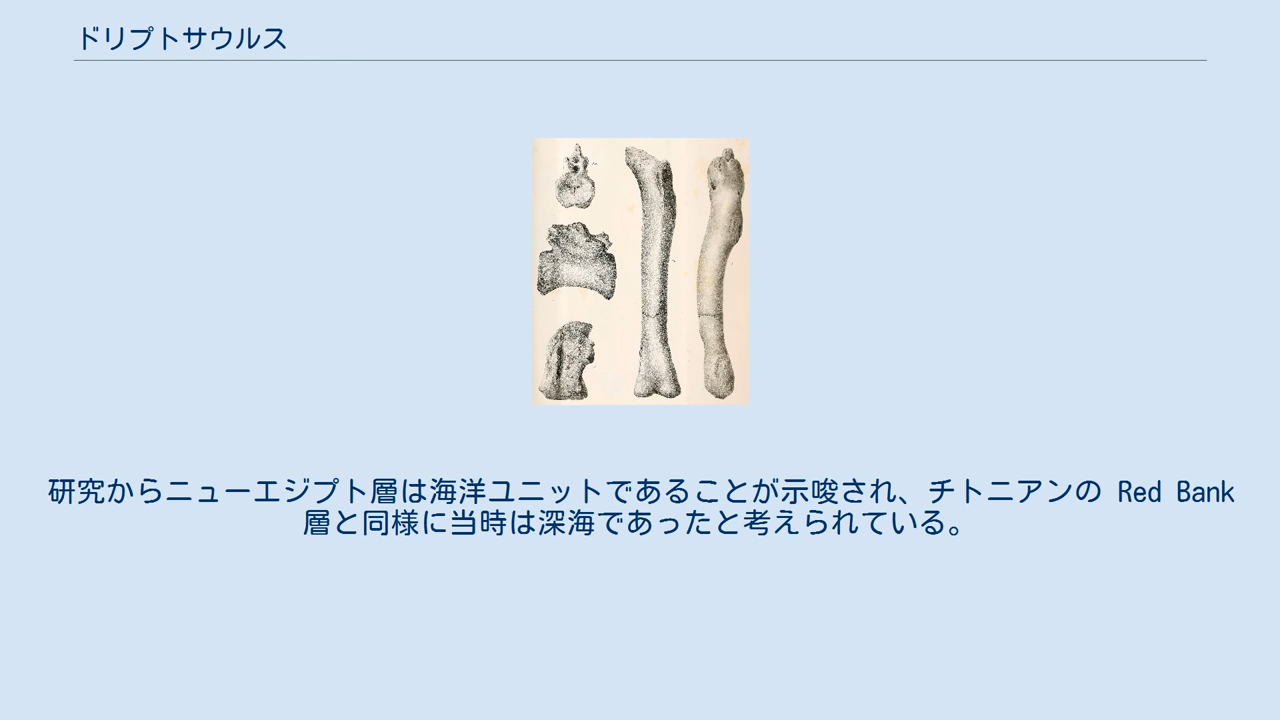 ドリプトサウルス
研究からニューエジプト層は海洋ユニットであることが示唆され、チトニアンの Red Bank
層と同様に当時は深海であったと考えられている。